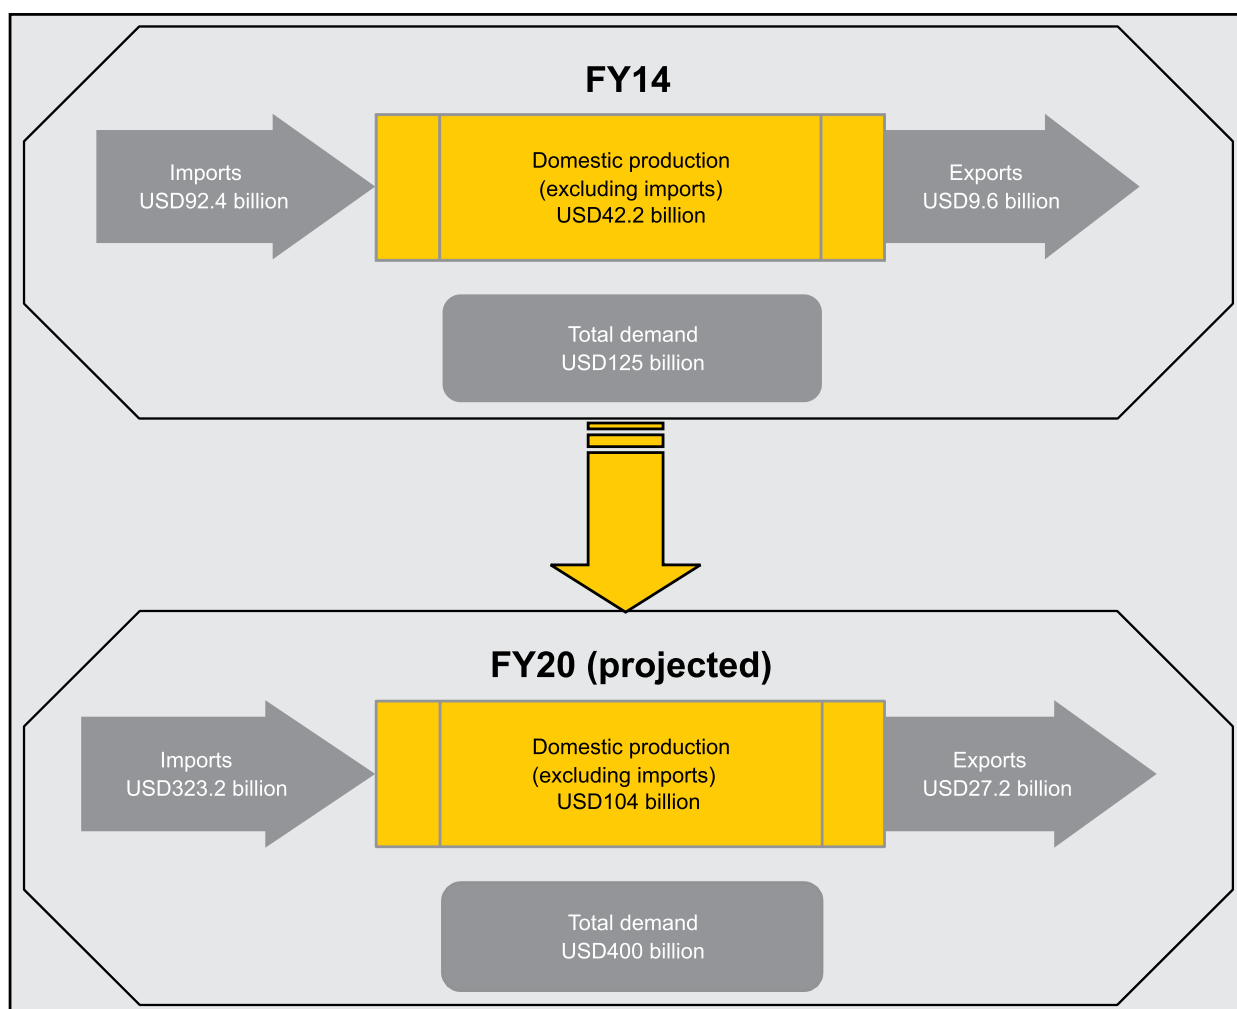 FY14
Imports
USD92.4 billion
Domestic production
(excluding imports)
USD42.2 billion
Exports
USD9.6 billion
Total demand
USD125 billion
FY20 (projected)
Imports
USD323.2 billion
Domestic production
(excluding imports)
USD104 billion
Exports
USD27.2 billion
Total demand
USD400 billion